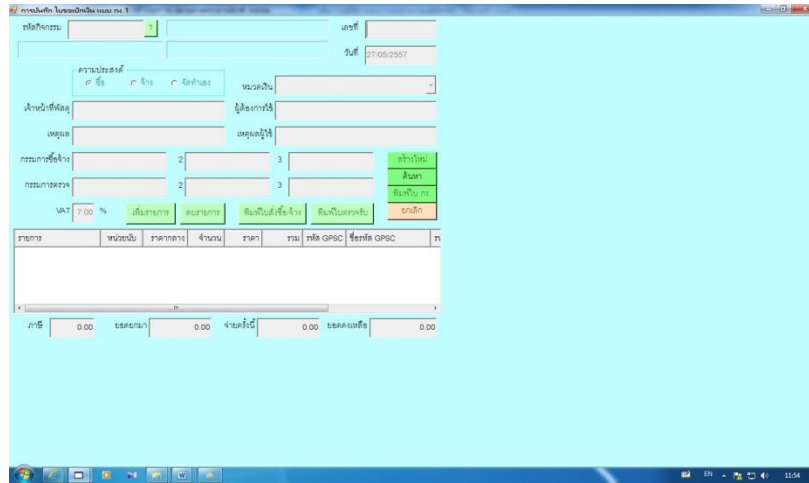 การบันทึก ใบขอเบิกเงิน แบบ กง.1
รหัสกิจกรรม ? เลขที่
วันที่ 27/05/2557
ความประสงค์
ซื้อ จ้าง จัดทำเอง หมวดเงิน
เจ้าหน้าที่พัสดุ ผู้ต้องการใช้
เหตุผล เหตุผลผู้ใช้
กรรมการซื้อจ้าง 2 3 สร้างใหม่
ค้นหา
กรรมการตรวจ 2 3 พิมพ์ใบ กง.
VAT 7.00 % เพิ่มรายการ ลบรายการ พิมพ์ใบสั่งซื้อจ้าง พิมพ์ใบตรวจรับ ยกเลิก
รายการ หน่วยนับ ราคากลาง จำนวน ราคา รวม รหัส GPSC ชื่อรหัส GPSC
ภาษี 0.00 ยอดยกมา 0.00 จ่ายครั้งนี้ 0.00 ยอดคงเหลือ 0.00
EN 11:54